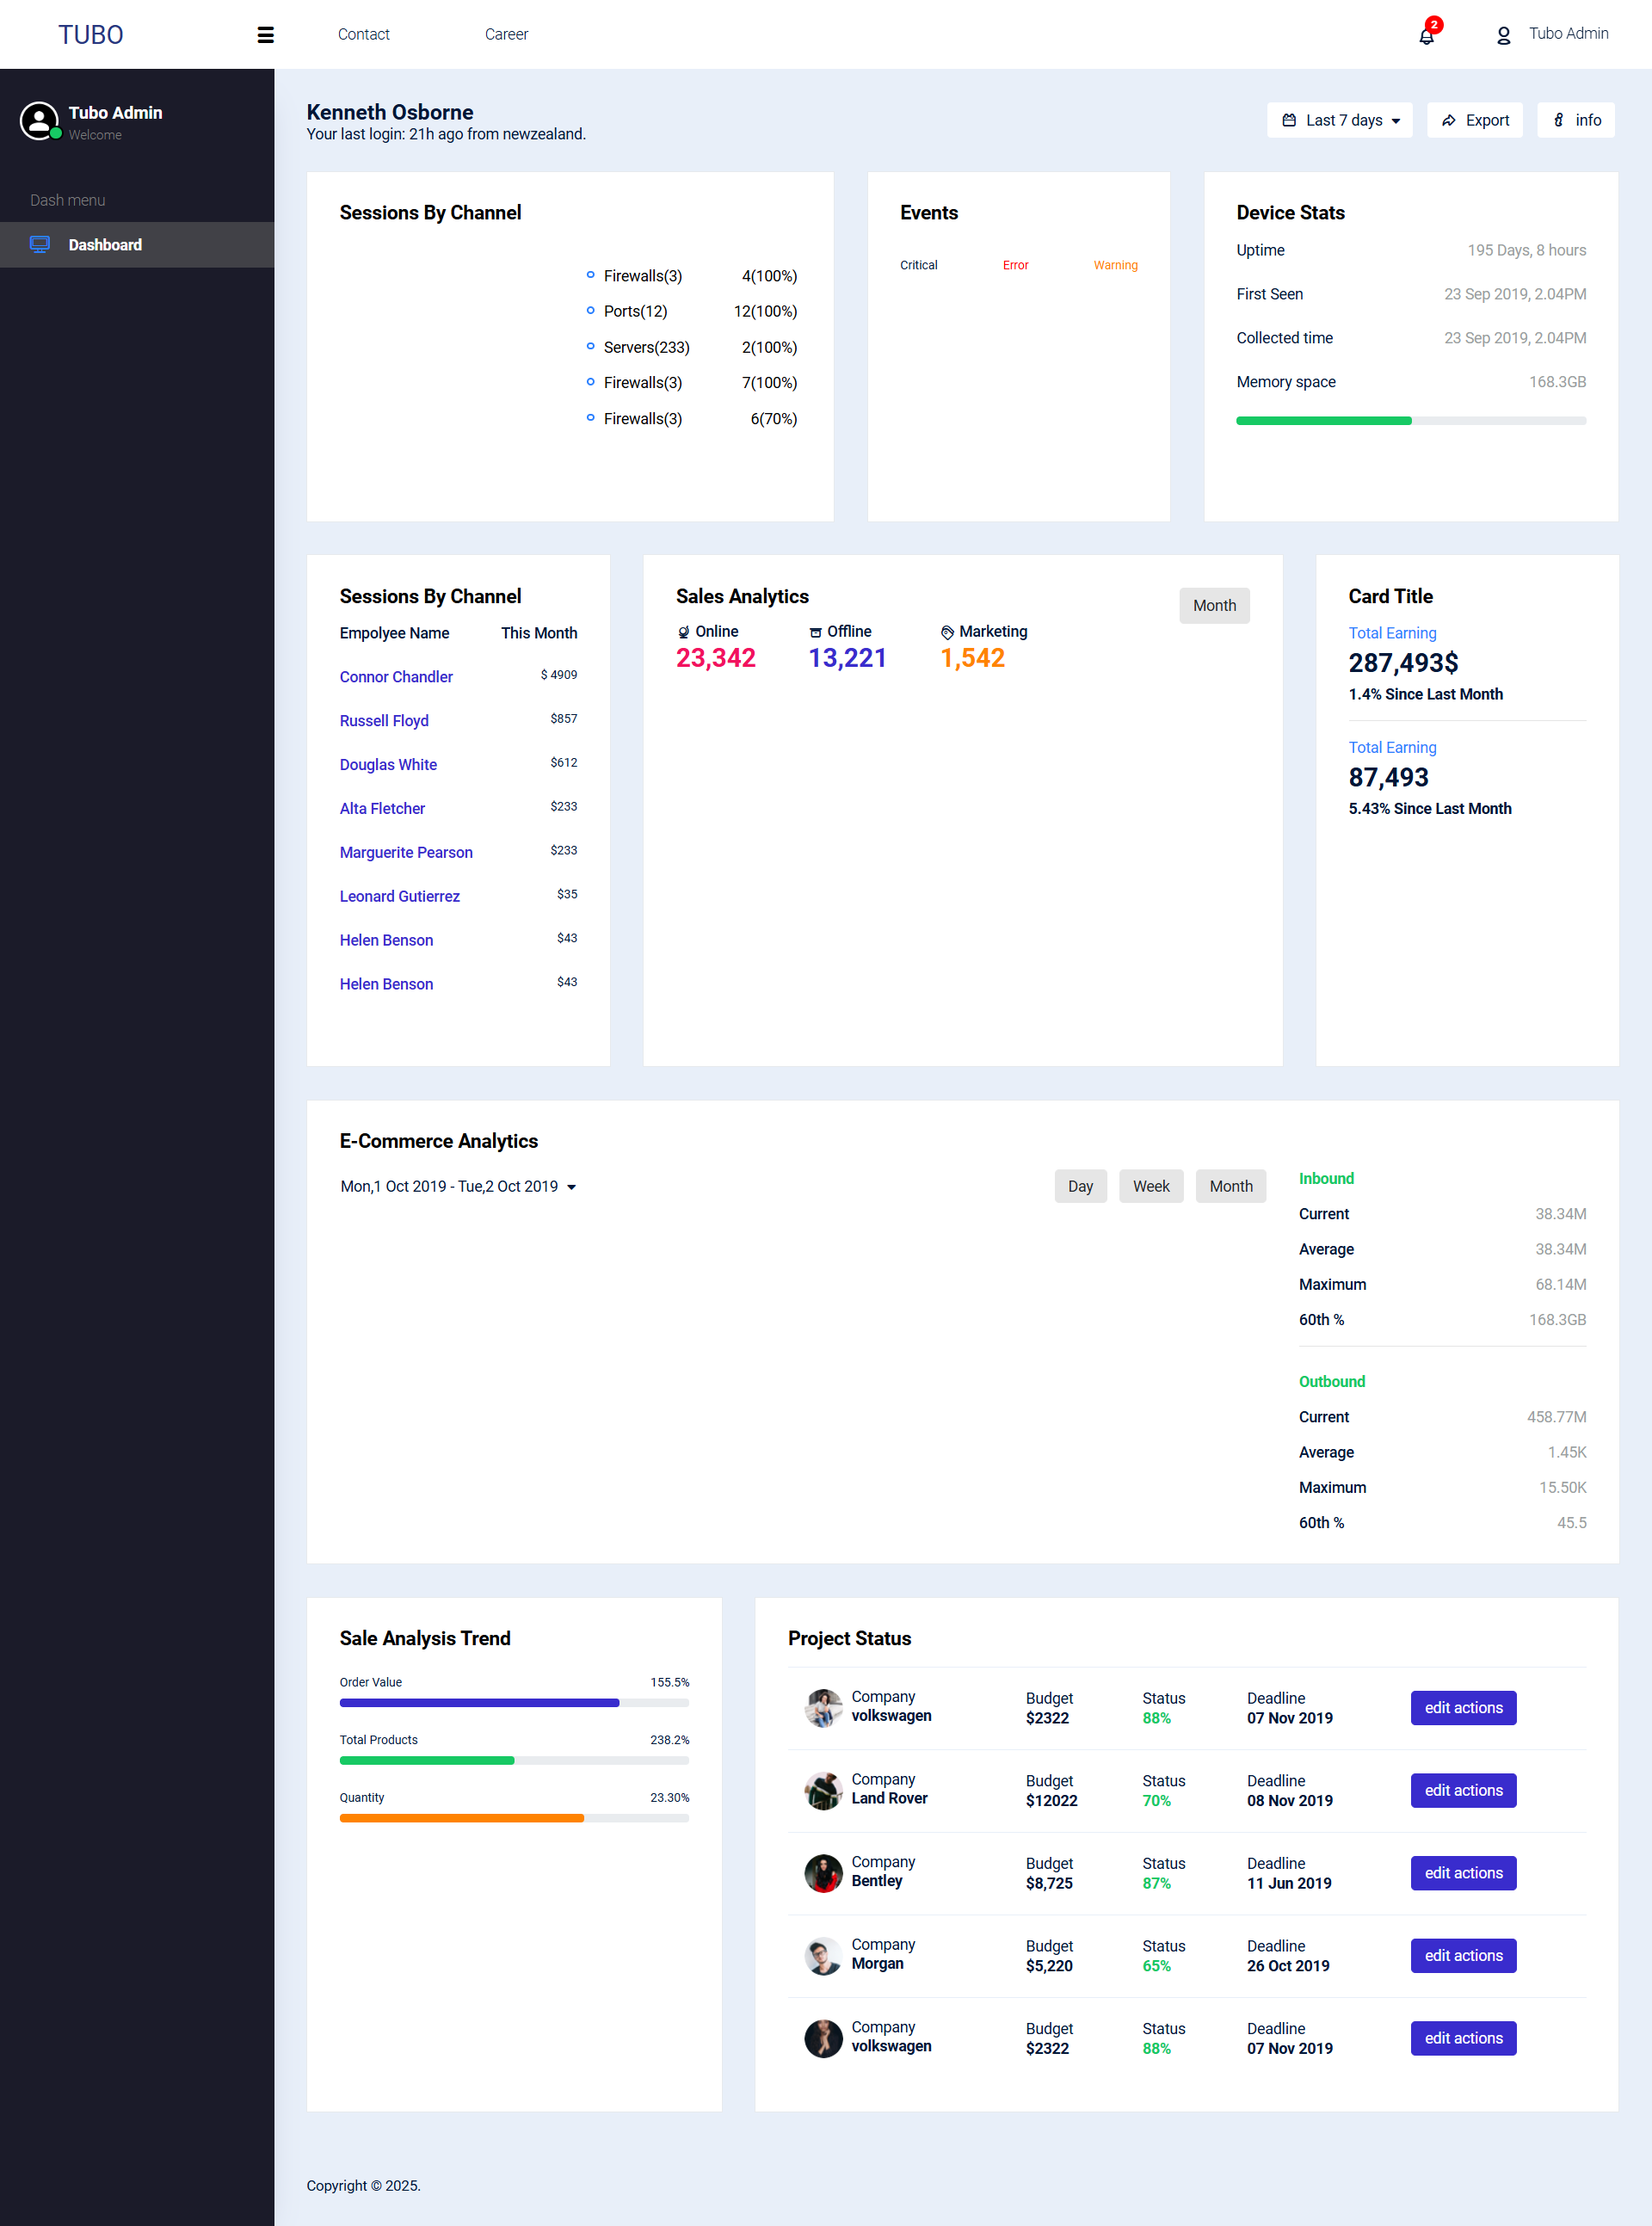 TUBO
Contact
Career
2
Tubo Admin
Tubo Admin
Welcome
Dash menu
Dashboard
Kenneth Osborne
Your last login: 21h ago from newzealand.
Last 7 days
Export
info
Sessions By Channel
Firewalls(3) 4(100%)
Ports(12) 12(100%)
Servers(233) 2(100%)
Firewalls(3) 7(100%)
Firewalls(3) 6(70%)
Events
Critical Error Warning
Device Stats
Uptime 195 Days, 8 hours
First Seen 23 Sep 2019, 2.04PM
Collected time 23 Sep 2019, 2.04PM
Memory space 168.3GB
Sessions By Channel
Empolyee Name This Month
Connor Chandler $ 4909
Russell Floyd $857
Douglas White $612
Alta Fletcher $233
Marguerite Pearson $233
Leonard Gutierrez $35
Helen Benson $43
Helen Benson $43
Sales Analytics
Month
Online Offline Marketing
23,342 13,221 1,542
Card Title
Total Earning
287,493$
1.4% Since Last Month
Total Earning
87,493
5.43% Since Last Month
E-Commerce Analytics
Mon,1 Oct 2019 - Tue,2 Oct 2019
Day Week Month
Inbound
Current 38.34M
Average 38.34M
Maximum 68.14M
60th % 168.3GB
Outbound
Current 458.77M
Average 1.45K
Maximum 15.50K
60th % 45.5
Sale Analysis Trend
Order Value 155.5%
Total Products 238.2%
Quantity 23.30%
Project Status
Company Budget Status Deadline
volkswagen $2322 88% 07 Nov 2019
edit actions
Company Budget Status Deadline
Land Rover $12022 70% 08 Nov 2019
edit actions
Company Budget Status Deadline
Bentley $8,725 87% 11 Jun 2019
edit actions
Company Budget Status Deadline
Morgan $5,220 65% 26 Oct 2019
edit actions
Company Budget Status Deadline
volkswagen $2322 88% 07 Nov 2019
edit actions
Copyright © 2025.